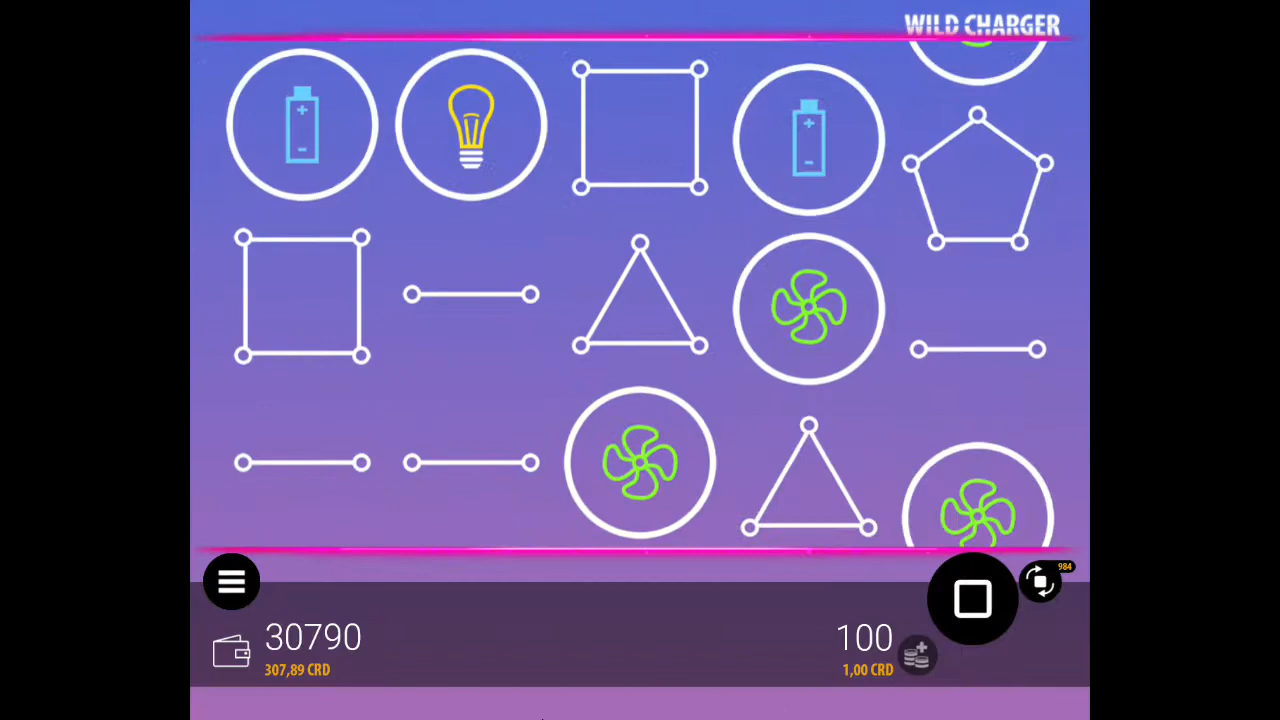 WILD CHARGER
984
30790
307,89 CRD
100
1,00 CRD